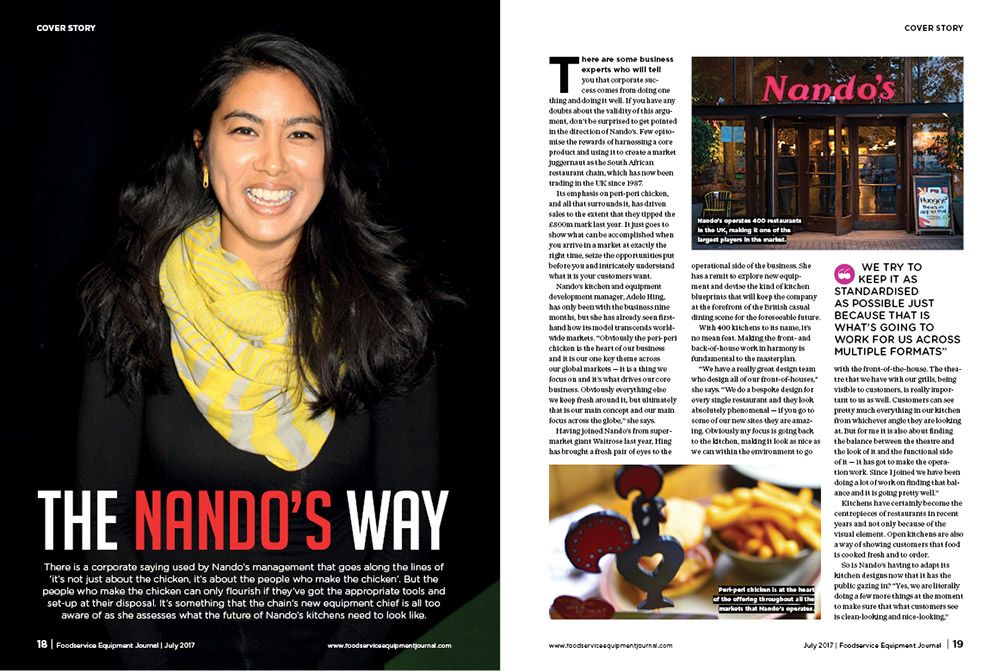 COVER STORY
THE NANDO'S WAY
There is a corporate saying used by Nando's management that goes along the lines of
'it's not just about the chicken, it's about the people who make the chicken'. But the
people who make the chicken can only flourish if they've got the appropriate tools and
set-up at their disposal. It's something that the chain's new equipment chief is all too
aware of as she assesses what the future of Nando's kitchens need to look like.
18 | Foodservice Equipment Journal | July 2017
www.foodserviceequipmentjournal.com
COVER STORY
There are some business
experts who will tell
you that corporate suc-
cess comes from doing one
thing and doing it well. If you have any
doubts about the validity of this argu-
ment, don't be surprised to get pointed
in the direction of Nando's. Few epito-
mise the rewards of harnessing a core
product and using it to create a market
juggernaut as the South African
restaurant chain, which has now been
trading in the UK since 1987.
Its emphasis on peri-peri chicken,
and all that surrounds it, has driven
sales to the extent that they tipped the
£800m mark last year. It just goes to
show what can be accomplished when
you arrive in a market at exactly the
right time, seize the opportunities put
before you and intricately understand
what it is your customers want.
Nando's kitchen and equipment
development manager, Adele Hing,
has only been with the business nine
months, but she has already seen first-
hand how its model transcends world-
wide markets. "Obviously the peri-peri
chicken is the heart of our business
and it is our one key theme across
our global markets — it is a thing we
focus on and it's what drives our core
business. Obviously everything else
we keep fresh around it, but ultimately
that is our main concept and our main
focus across the globe," she says.
Having joined Nando's from super-
market giant Waitrose last year, Hing
has brought a fresh pair of eyes to the
Nando's
Hungry?
Nando's operates 400 restaurants
in the UK, making it one of the
largest players in the market.
operational side of the business. She
has a remit to explore new equip-
ment and devise the kind of kitchen
blueprints that will keep the company
at the forefront of the British casual
dining scene for the foreseeable future.
With 400 kitchens to its name, it's
no mean feat. Making the front- and
back-of-house work in harmony is
fundamental to the masterplan.
"We have a really great design team
who design all of our front-of-houses,"
she says. "We do a bespoke design for
every single restaurant and they look
absolutely phenomenal — if you go to
some of our new sites they are amaz-
ing. Obviously my focus is going back
to the kitchen, making it look as nice as
we can within the environment to go
Peri-peri chicken is at the heart
of the offering throughout all the
markets that Nando's operates.
WE TRY TO
KEEP IT AS
STANDARDISED
AS POSSIBLE JUST
BECAUSE THAT IS
WHAT'S GOING TO
WORK FOR US ACROSS
MULTIPLE FORMATS"
with the front-of-the-house. The thea-
tre that we have with our grills, being
visible to customers, is really impor-
tant to us as well. Customers can see
pretty much everything in our kitchen
from whichever angle they are looking
at. But for me it is also about finding
the balance between the theatre and
the look of it and the functional side
of it — it has got to make the opera-
tion work. Since I joined we have been
doing a lot of work on finding that bal-
ance and it is going pretty well."
Kitchens have certainly become the
centrepieces of restaurants in recent
years and not only because of the
visual element. Open kitchens are also
a way of showing customers that food
is cooked fresh and to order.
So is Nando's having to adapt its
kitchen designs now that it has the
public gazing in? "Yes, we are literally
doing a few more things at the moment
to make sure that what customers see
is clean-looking and nice-looking,"
www.foodserviceequipmentjournal.com
July 2017 | Foodservice Equipment Journal | 19